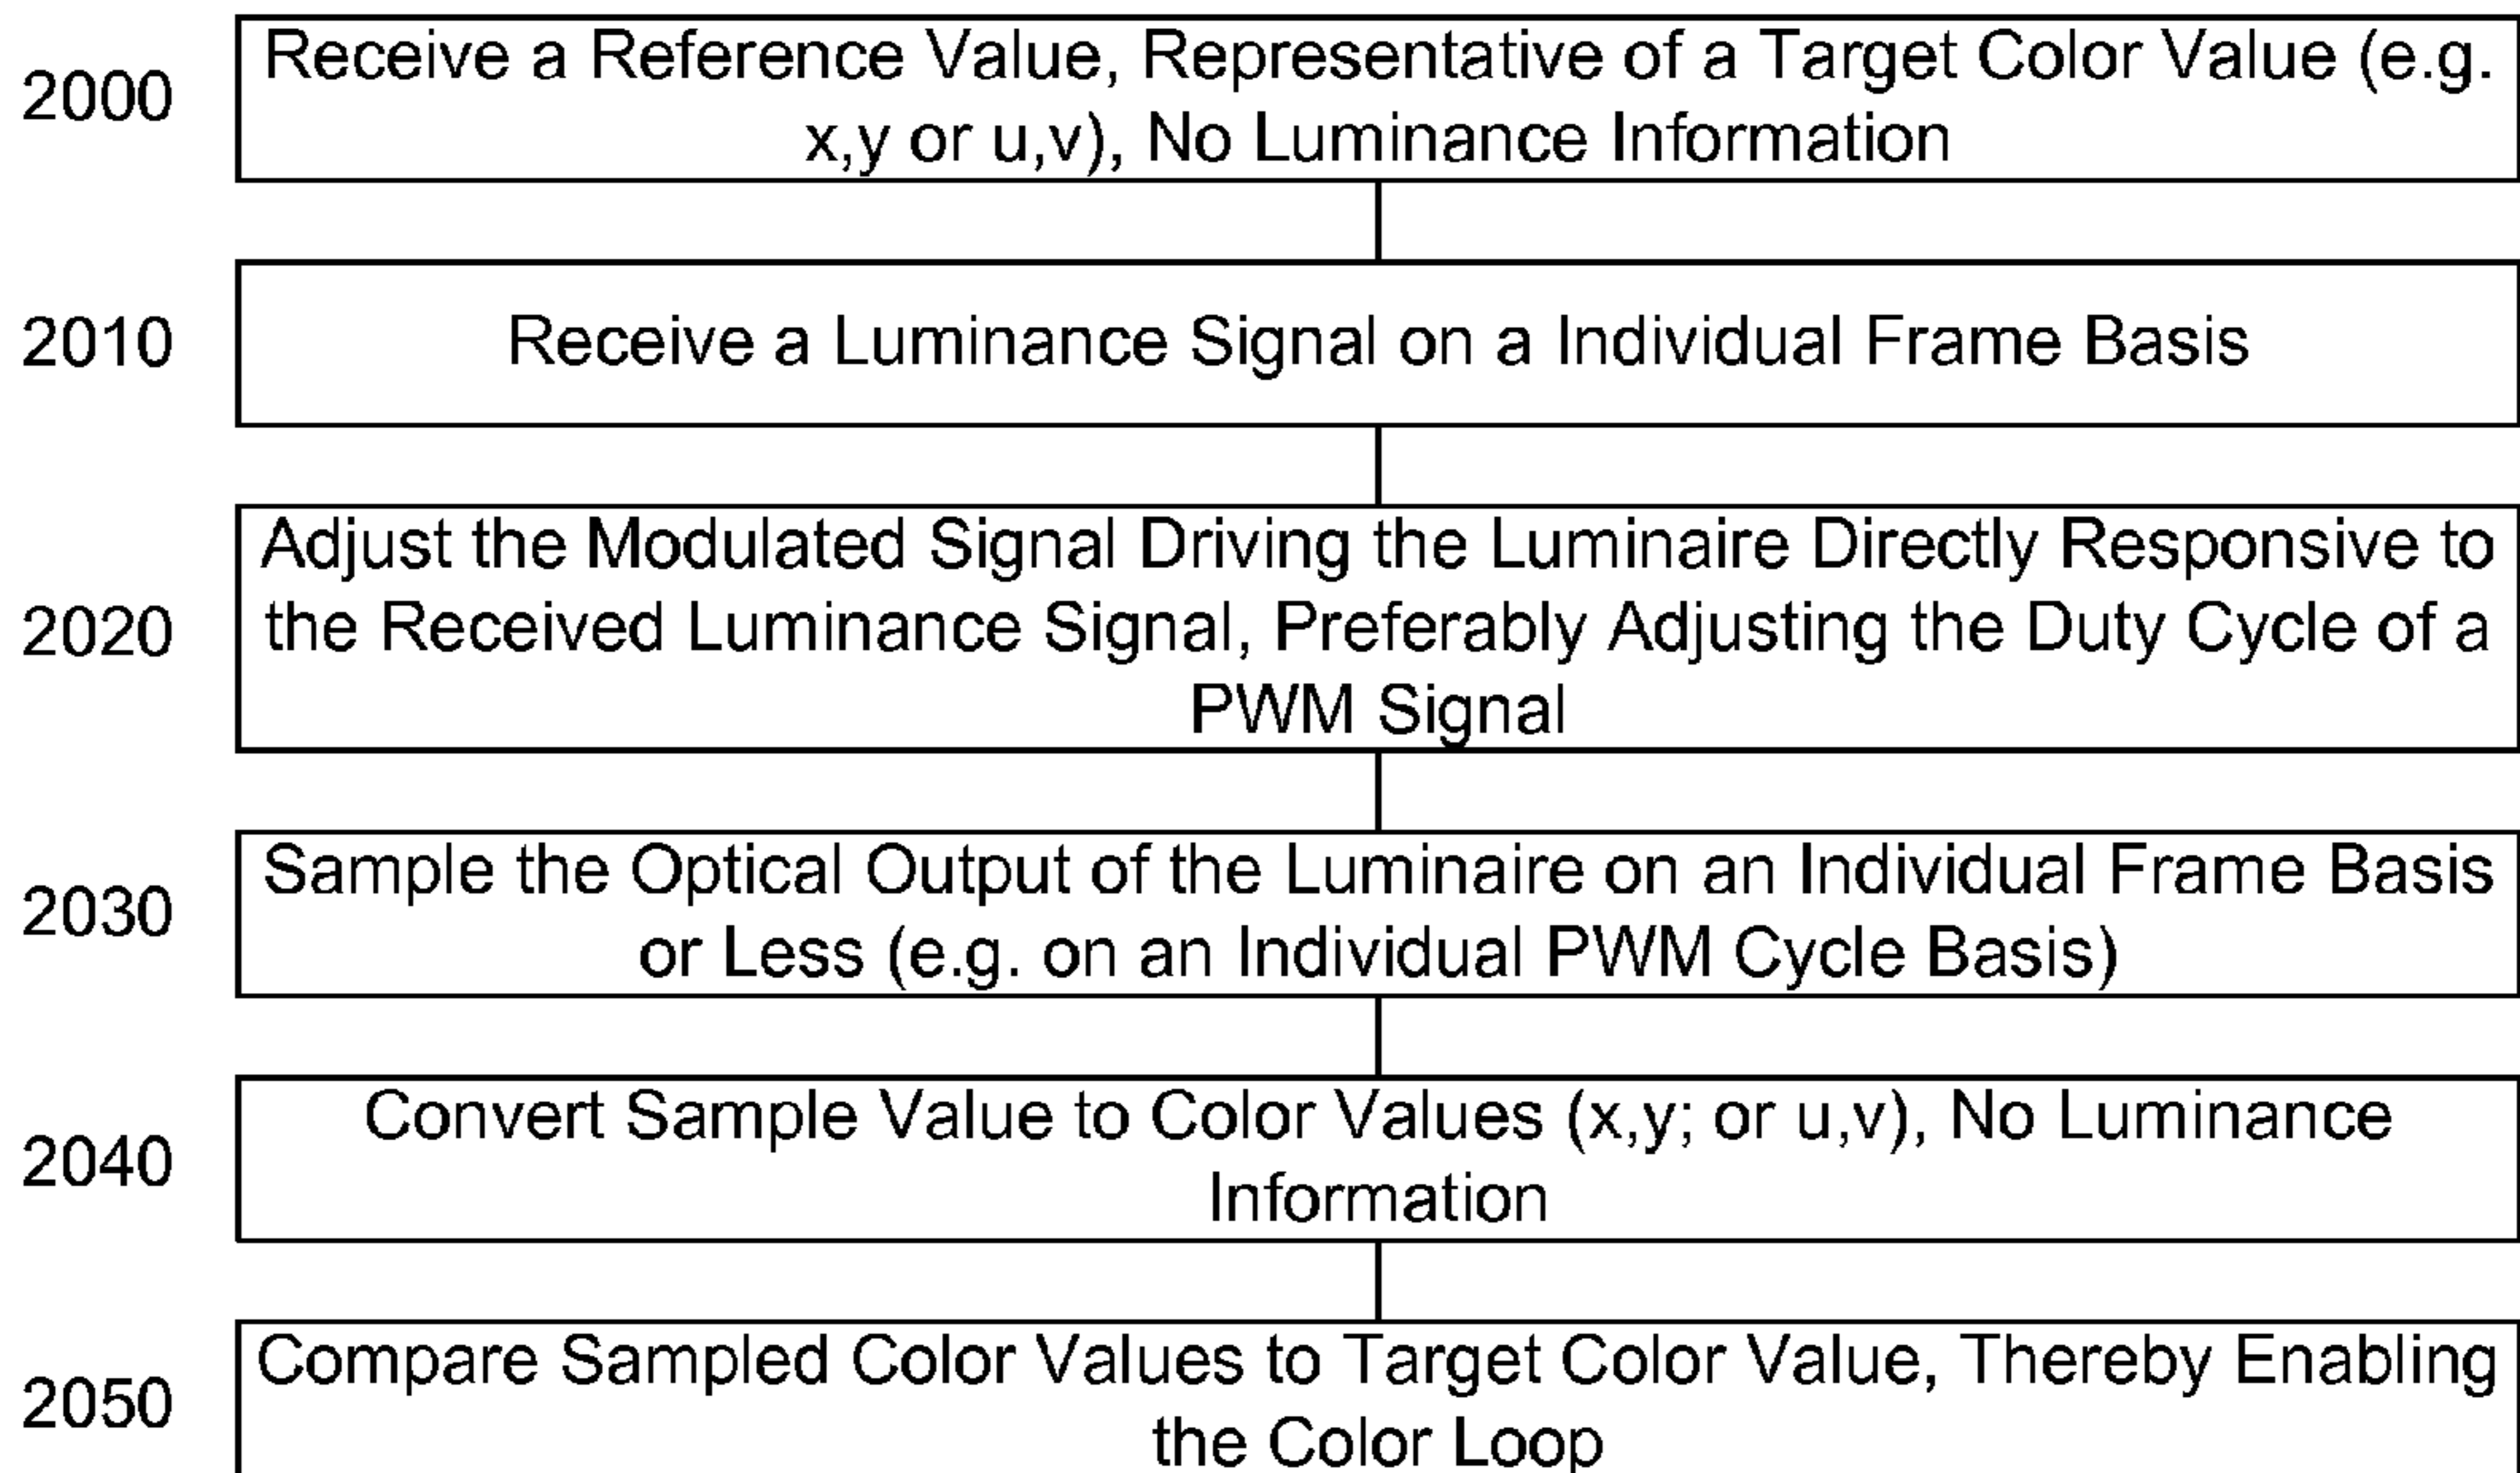 2000
Receive a Reference Value, Representative of a Target Color Value (e.g.
x,y or u,v), No Luminance Information
2010
Receive a Luminance Signal on a Individual Frame Basis
2020
Adjust the Modulated Signal Driving the Luminaire Directly Responsive to
the Received Luminance Signal, Preferably Adjusting the Duty Cycle of a
PWM Signal
2030
Sample the Optical Output of the Luminaire on an Individual Frame Basis
or Less (e.g. on an Individual PWM Cycle Basis)
2040
Convert Sample Value to Color Values (x,y; or u,v), No Luminance
Information
2050
Compare Sampled Color Values to Target Color Value, Thereby Enabling
the Color Loop